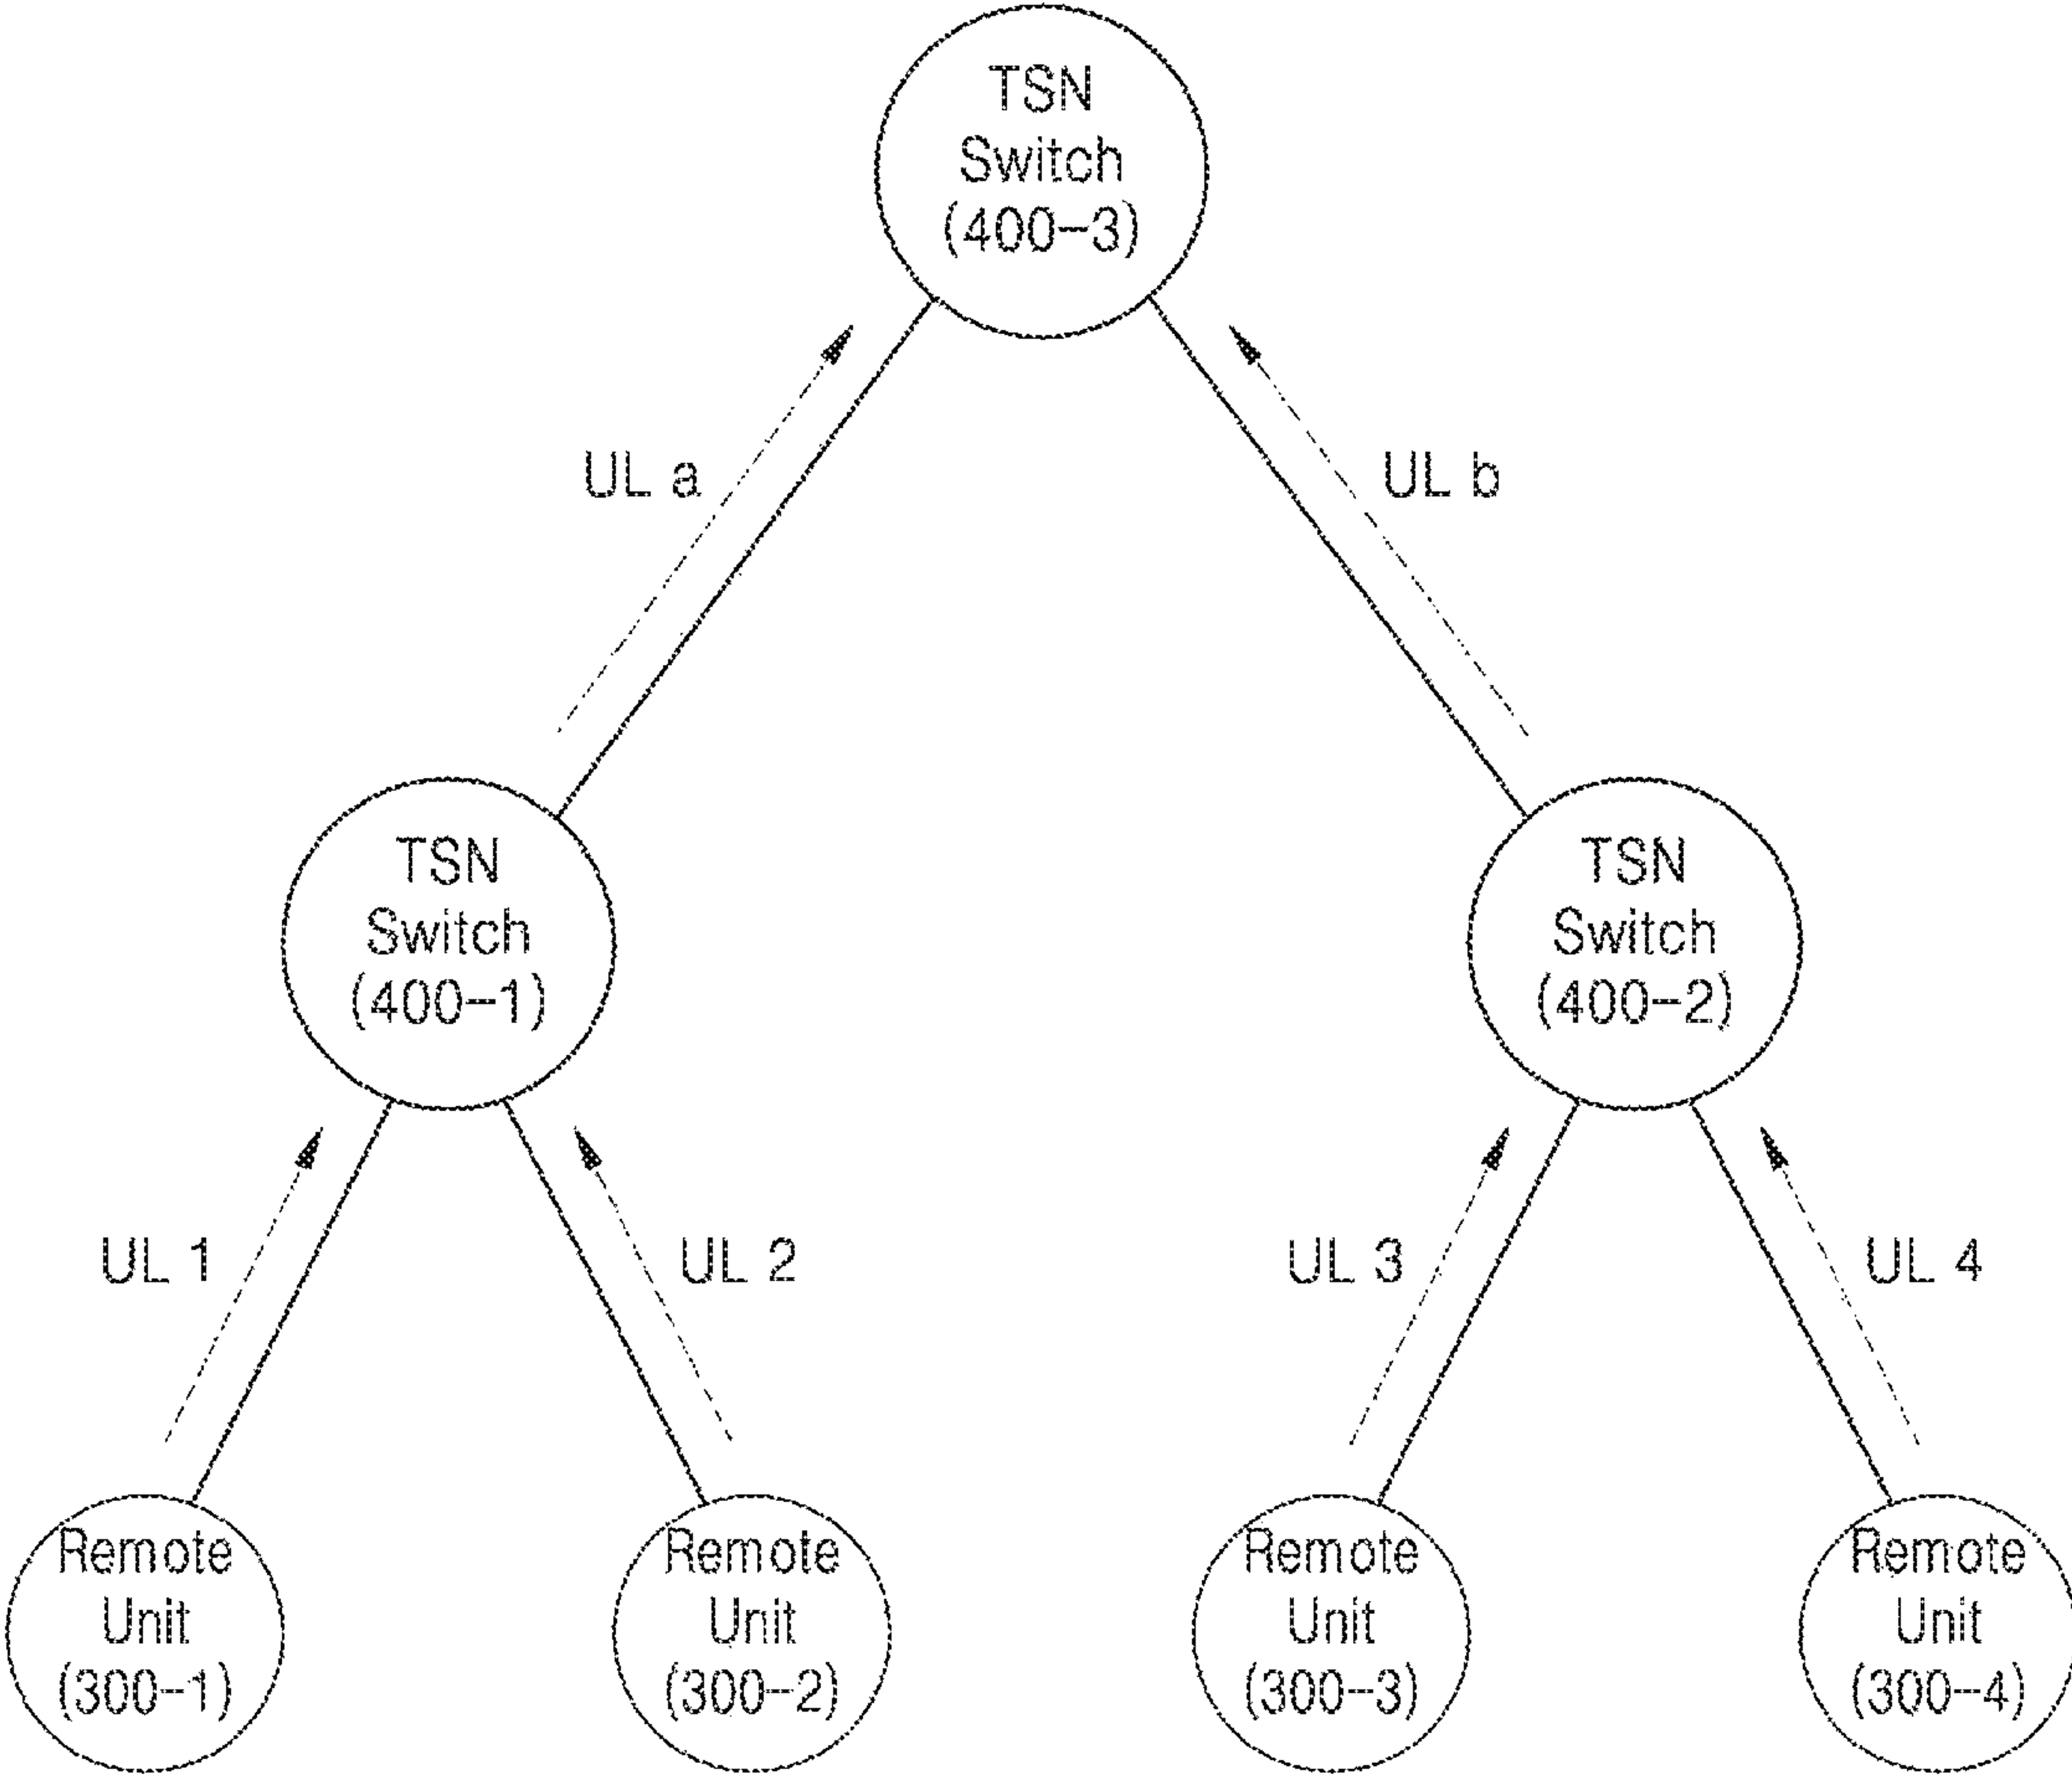 TSN
Switch
(400-3)
UL a
UL b
TSN
Switch
(400-1)
TSN
Switch
(400-2)
UL 1
UL 2
UL 3
UL 4
Remote
Unit
(300-1)
Remote
Unit
(300-2)
Remote
Unit
(300-3)
Remote
Unit
(300-4)